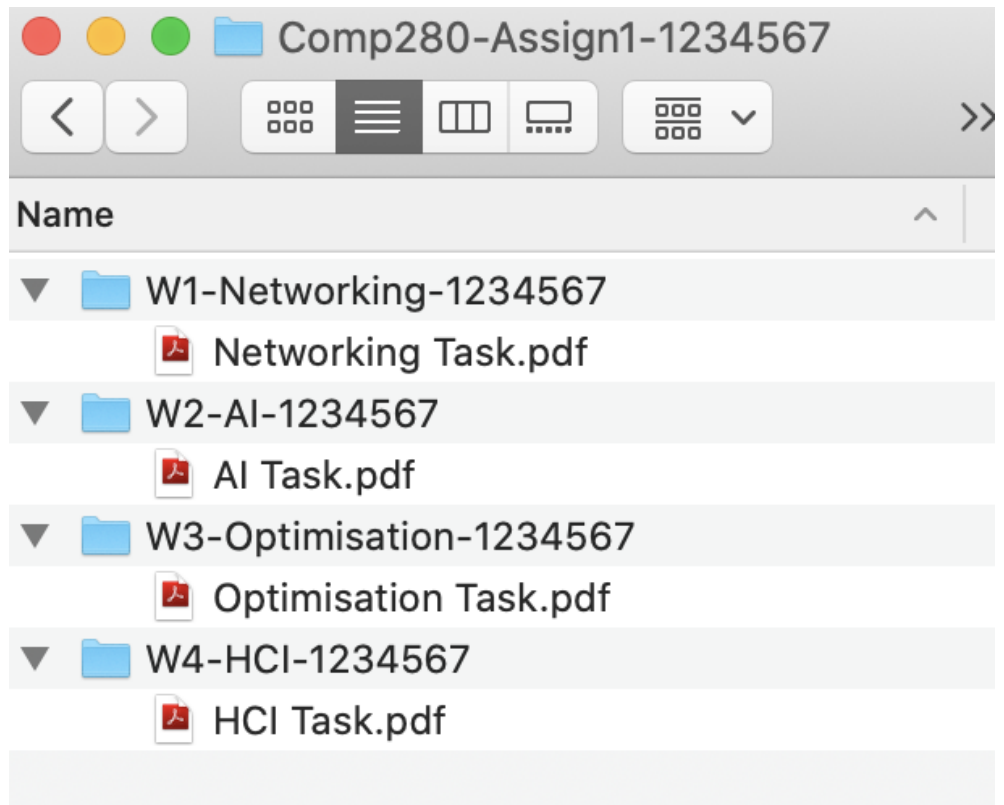 Comp280-Assign1-1234567
Name
W1-Networking-1234567
Networking Task.pdf
W2-AI-1234567
AI Task.pdf
W3-Optimisation-1234567
Optimisation Task.pdf
W4-HCI-1234567
HCI Task.pdf